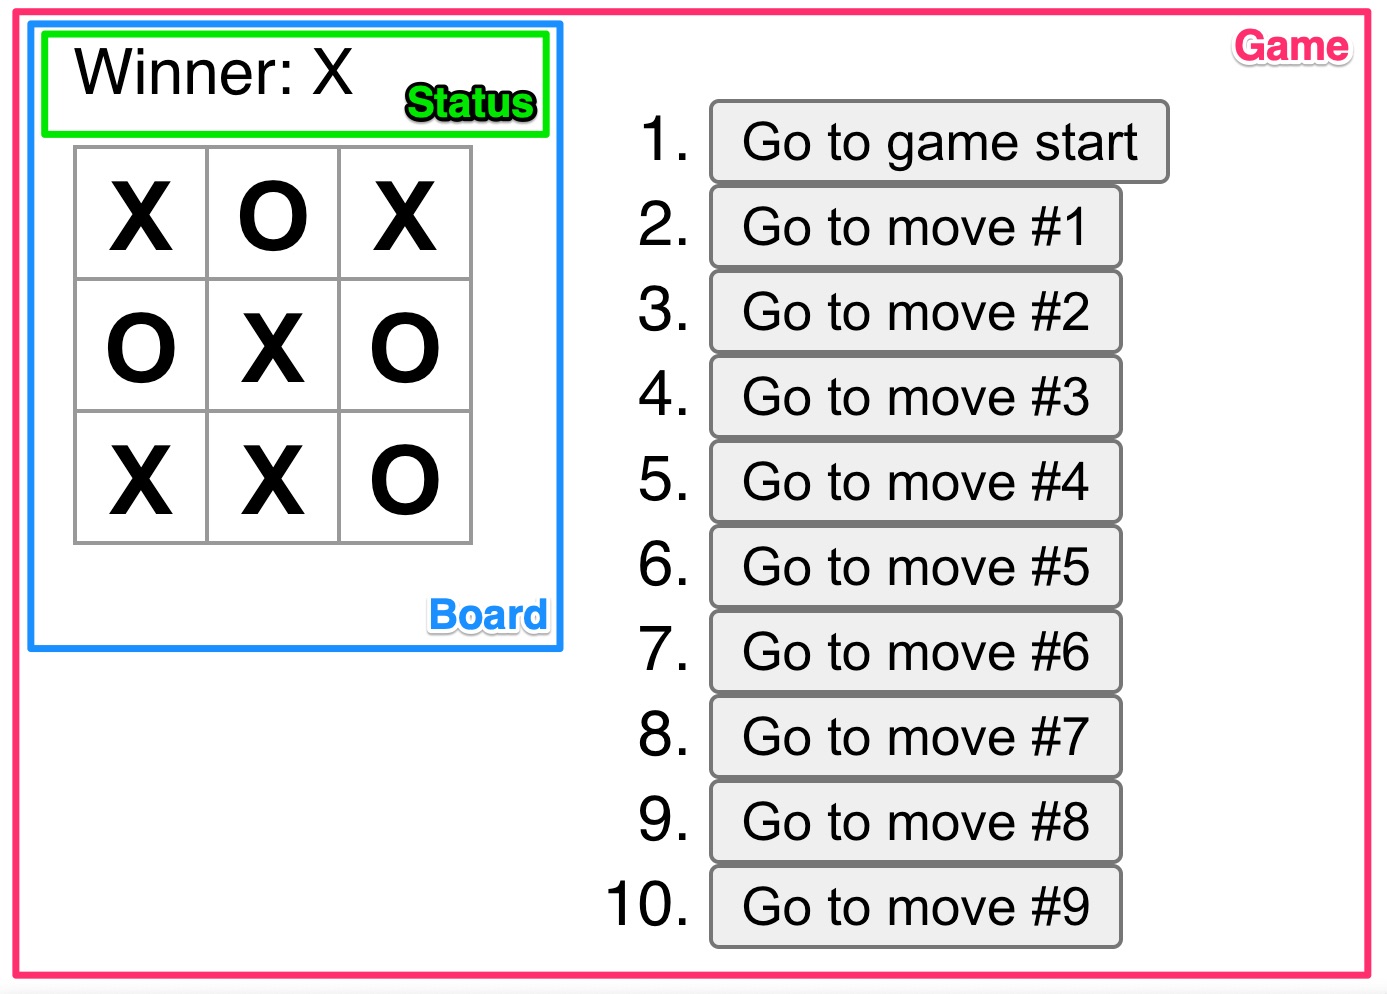 Game
Winner: X
Status
X O X
O X O
X X O
Board
1. Go to game start
2. Go to move #1
3. Go to move #2
4. Go to move #3
5. Go to move #4
6. Go to move #5
7. Go to move #6
8. Go to move #7
9. Go to move #8
10. Go to move #9